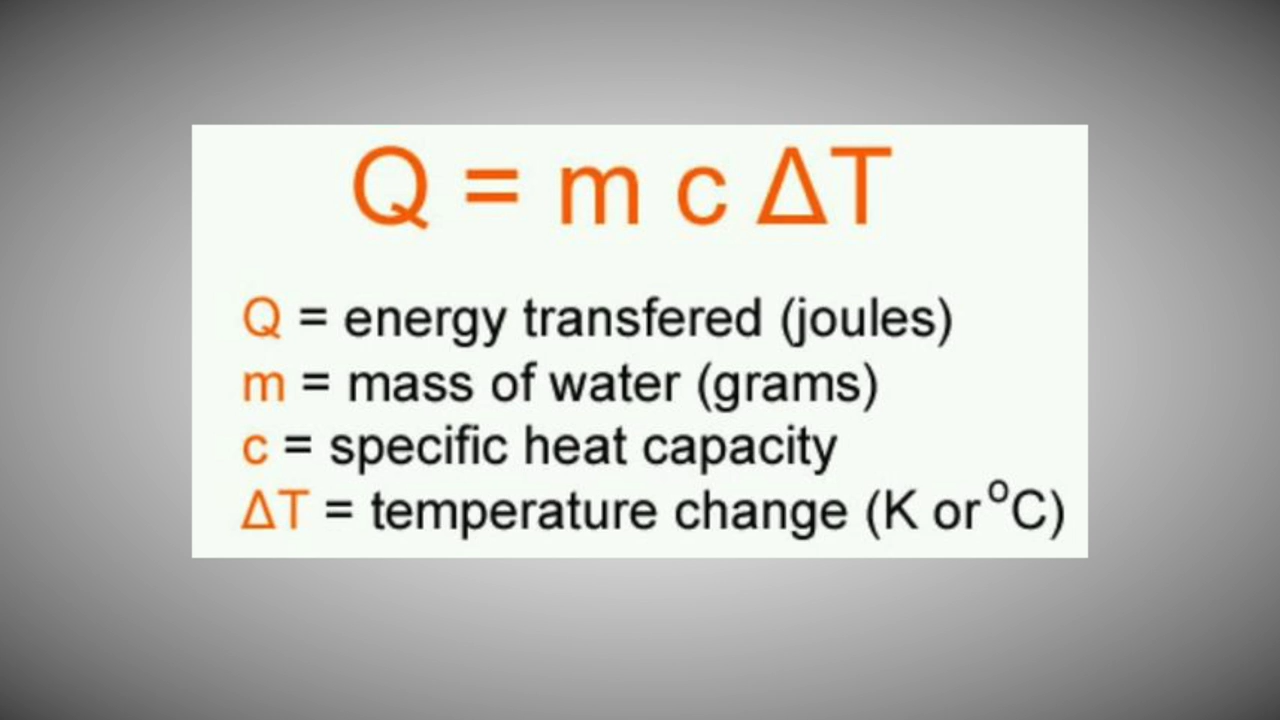 Q = m c ΔT
Q = energy transfered (joules)
m = mass of water (grams)
c = specific heat capacity
ΔT = temperature change (K or °C)